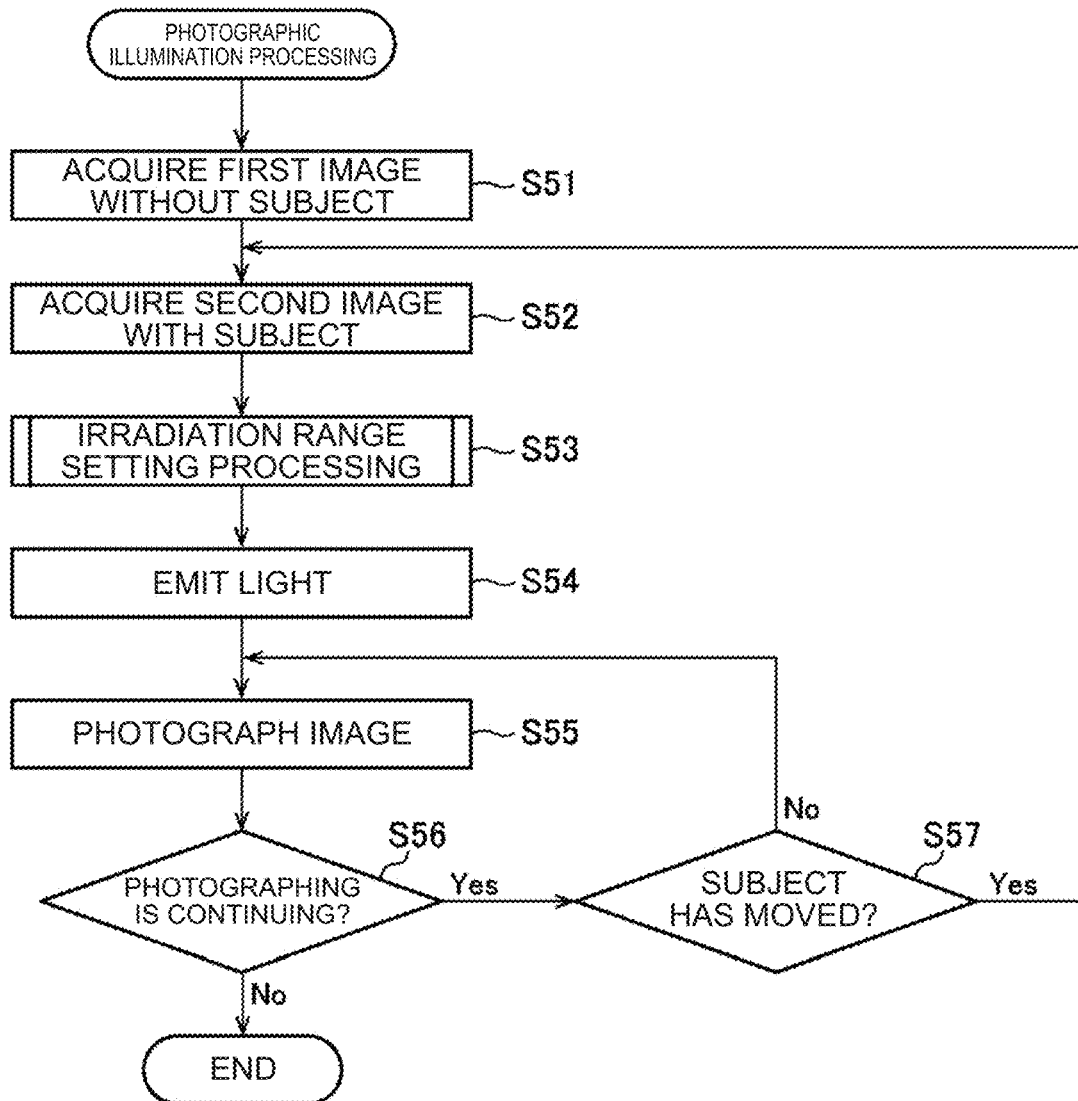 PHOTOGRAPHIC
ILLUMINATION PROCESSING
ACQUIRE FIRST IMAGE
WITHOUT SUBJECT
S51
ACQUIRE SECOND IMAGE
WITH SUBJECT
S52
IRRADIATION RANGE
SETTING PROCESSING
S53
EMIT LIGHT
S54
PHOTOGRAPH IMAGE
S55
PHOTOGRAPHING
IS CONTINUING?
S56
Yes
No
SUBJECT
HAS MOVED?
S57
No
Yes
END